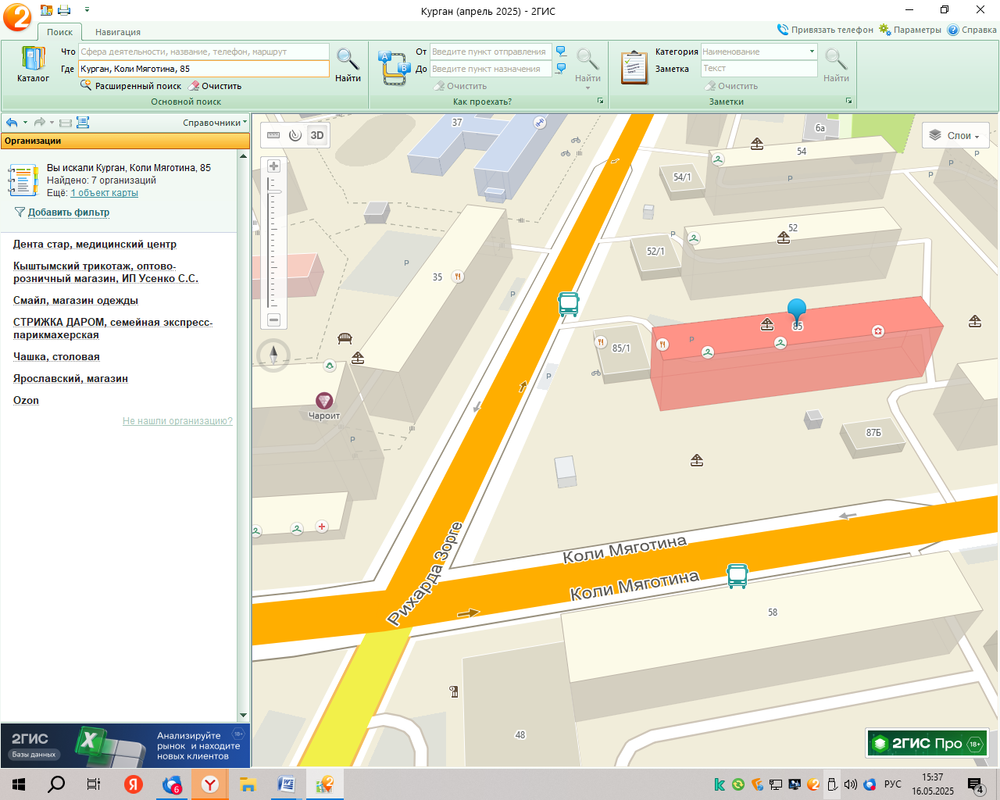 Курган (апрель 2025) - 2ГИС
Поиск
Навигация
Привязать телефон
Параметры
Справка
Каталог
Что
Сфера деятельности, название, телефон, маршрут
Где
Курган, Коли Мяготина, 85
Расширенный поиск
Очистить
Найти
Основной поиск
От
Введите пункт отправления
До
Введите пункт назначения
Очистить
Найти
Как проехать?
Категория
Наименование
Заметка
Текст
Очистить
Найти
Заметки
Справочники
Организации
Вы искали Курган, Коли Мяготина, 85
Найдено: 7 организаций
Ещё: 1 объект карты
Добавить фильтр
Дента стар, медицинский центр
Кыштымский трикотаж, оптово-
розничный магазин, ИП Усенко С.С.
Смайл, магазин одежды
СТРИЖКА ДАРОМ, семейная экспресс-
парикмахерская
Чашка, столовая
Ярославский, магазин
Ozon
Не нашли организацию?
2ГИС
Базы данных
Анализируйте
рынок и находите
новых клиентов
18+
3D
Слои
37
6а
54
54/1
P
P
P
P
52
52/1
P
35
P
P
85
85/1
P
P
Чароит
P
87Б
Рихарда Зорге
Коли Мяготина
Коли Мяготина
58
48
2ГИС Про
18+
A
B
X
Я
6
Y
W
2
k
2
РУС
15:37
16.05.2025
4